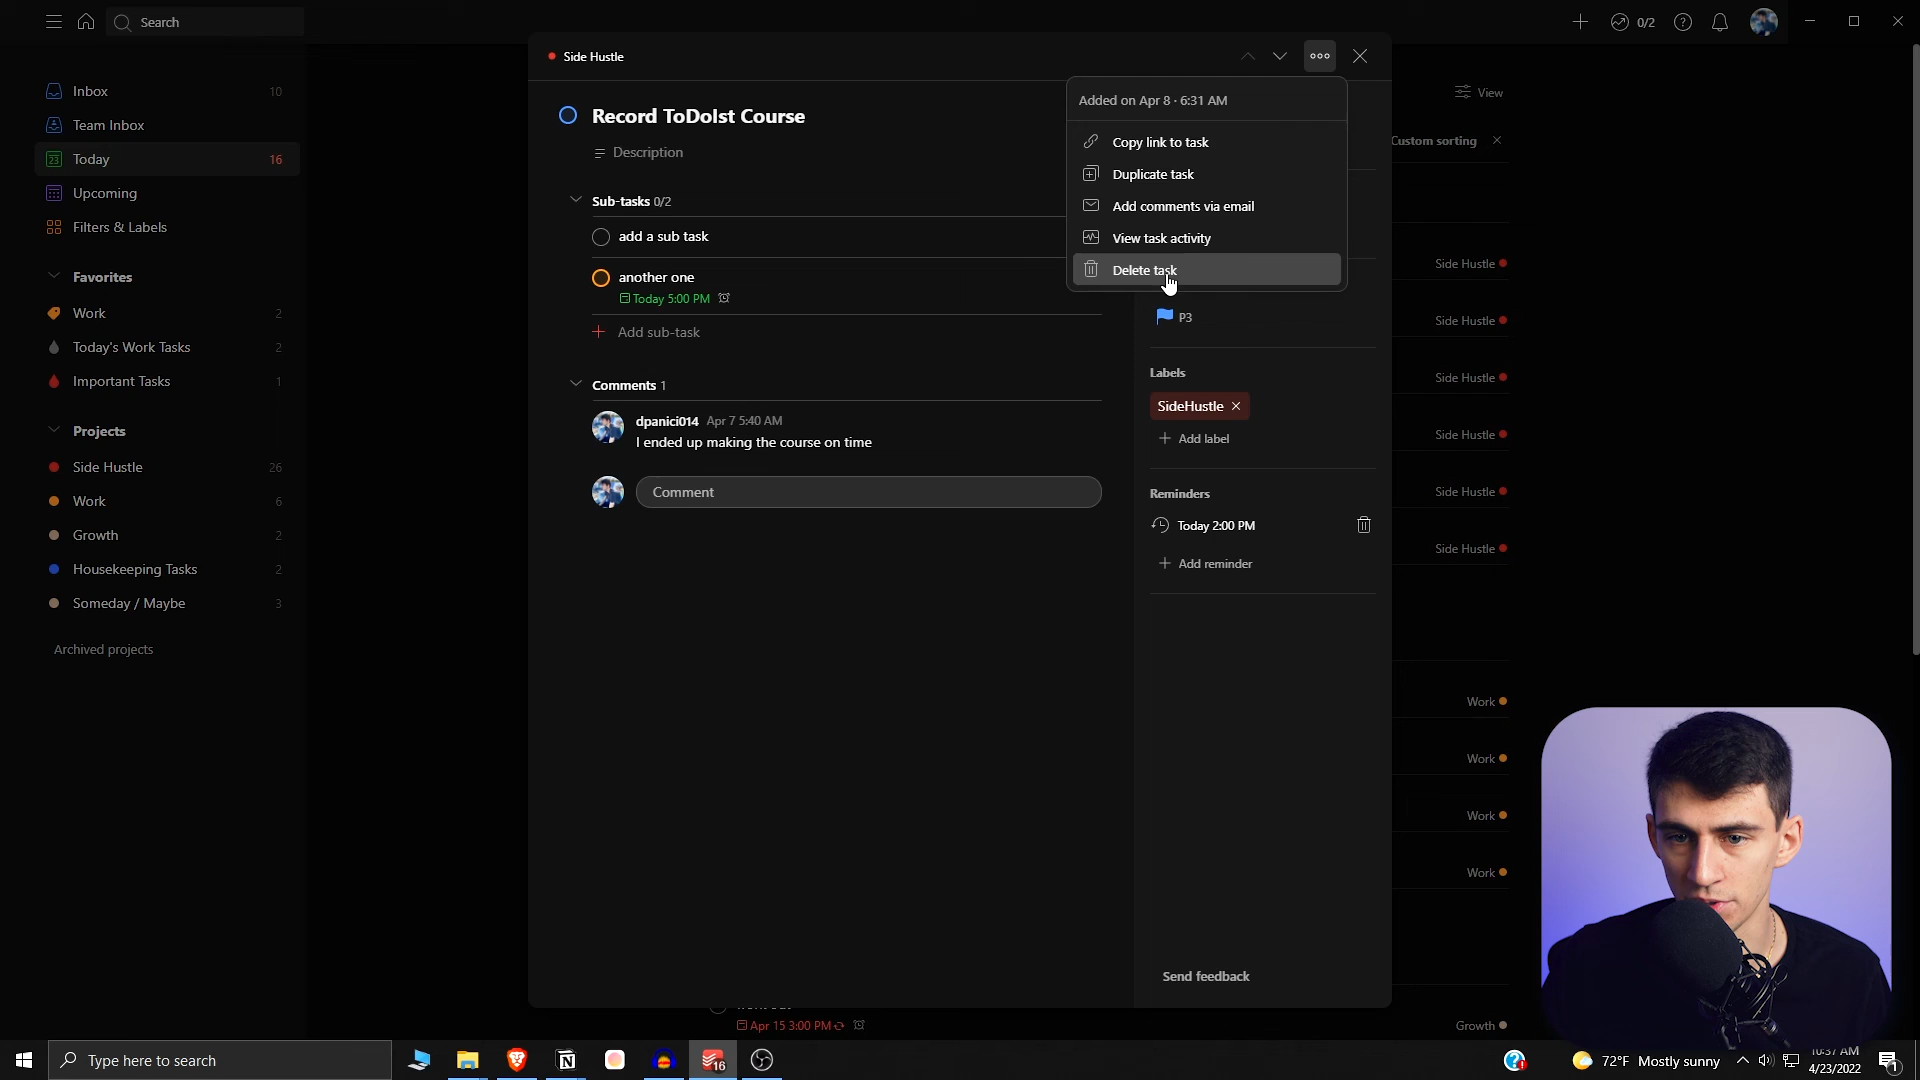 Search
0/2
Inbox 10
Team Inbox
23 Today 16
Upcoming
Filters & Labels
Favorites
Work 2
Today's Work Tasks 2
Important Tasks 1
Projects
Side Hustle 26
Work 6
Growth 2
Housekeeping Tasks 2
Someday / Maybe 3
Archived projects
Side Hustle
Record ToDoIst Course
Description
Sub-tasks 0/2
add a sub task
another one
Today 5:00 PM
Add sub-task
Comments 1
dpanici014 Apr 7 5:40 AM
I ended up making the course on time
Comment
Added on Apr 8 · 6:31 AM
Copy link to task
Duplicate task
Add comments via email
View task activity
Delete task
P3
Labels
SideHustle
Add label
Reminders
Today 2:00 PM
Add reminder
Send feedback
View
Custom sorting
Side Hustle
Side Hustle
Side Hustle
Side Hustle
Side Hustle
Side Hustle
Work
Work
Work
Work
Apr 15 3:00 PM
Growth
Type here to search
16
72°F Mostly sunny
10:37 AM
4/23/2022
1